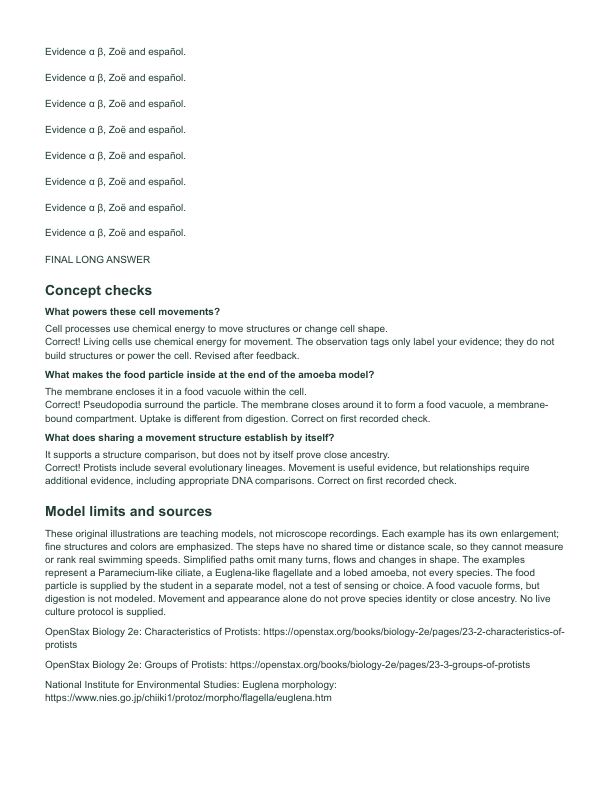 Evidence α β, Zoë and español.
Evidence α β, Zoë and español.
Evidence α β, Zoë and español.
Evidence α β, Zoë and español.
Evidence α β, Zoë and español.
Evidence α β, Zoë and español.
Evidence α β, Zoë and español.
Evidence α β, Zoë and español.
FINAL LONG ANSWER
Concept checks
What powers these cell movements?
Cell processes use chemical energy to move structures or change cell shape.
Correct! Living cells use chemical energy for movement. The observation tags only label your evidence; they do not
build structures or power the cell. Revised after feedback.
What makes the food particle inside at the end of the amoeba model?
The membrane encloses it in a food vacuole within the cell.
Correct! Pseudopodia surround the particle. The membrane closes around it to form a food vacuole, a membrane-
bound compartment. Uptake is different from digestion. Correct on first recorded check.
What does sharing a movement structure establish by itself?
It supports a structure comparison, but does not by itself prove close ancestry.
Correct! Protists include several evolutionary lineages. Movement is useful evidence, but relationships require
additional evidence, including appropriate DNA comparisons. Correct on first recorded check.
Model limits and sources
These original illustrations are teaching models, not microscope recordings. Each example has its own enlargement;
fine structures and colors are emphasized. The steps have no shared time or distance scale, so they cannot measure
or rank real swimming speeds. Simplified paths omit many turns, flows and changes in shape. The examples
represent a Paramecium-like ciliate, a Euglena-like flagellate and a lobed amoeba, not every species. The food
particle is supplied by the student in a separate model, not a test of sensing or choice. A food vacuole forms, but
digestion is not modeled. Movement and appearance alone do not prove species identity or close ancestry. No live
culture protocol is supplied.
OpenStax Biology 2e: Characteristics of Protists: https://openstax.org/books/biology-2e/pages/23-2-characteristics-of-
protists
OpenStax Biology 2e: Groups of Protists: https://openstax.org/books/biology-2e/pages/23-3-groups-of-protists
National Institute for Environmental Studies: Euglena morphology:
https://www.nies.go.jp/chiiki1/protoz/morpho/flagella/euglena.htm